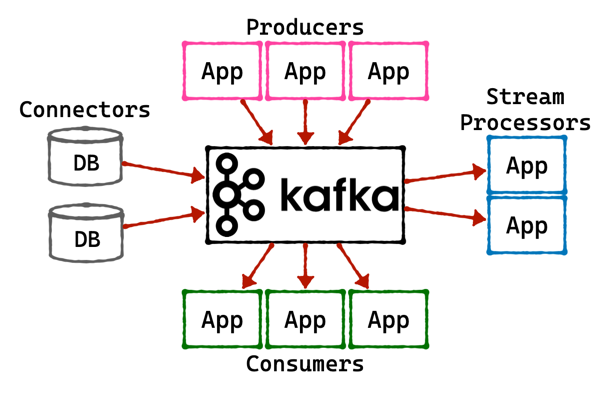 Producers
App App App
Connectors
DB
DB
kafka
Stream
Processors
App
App
App App App
Consumers